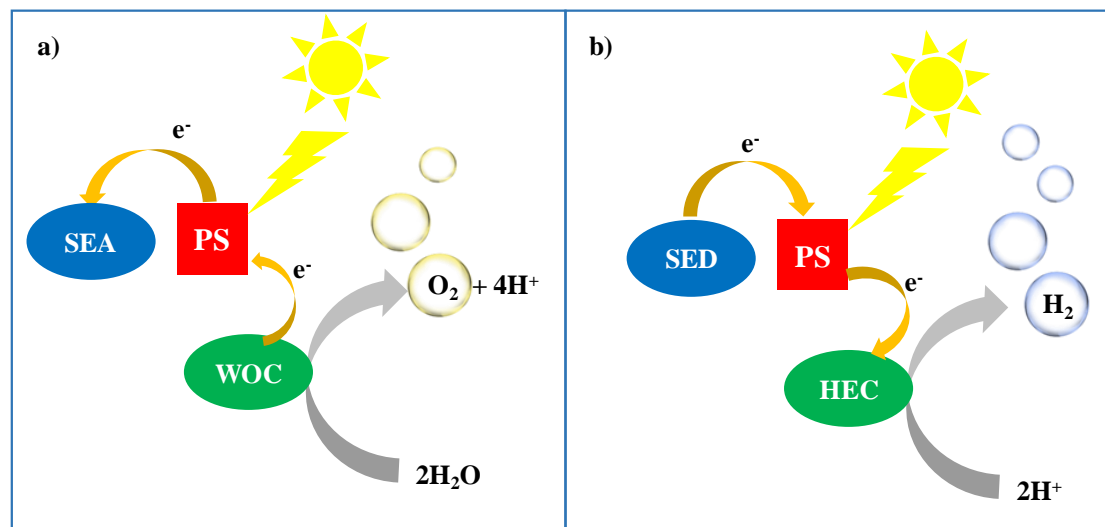 a)
e⁻
SEA
PS
e⁻
O₂ + 4H⁺
WOC
2H₂O
b)
e⁻
SED
PS
e⁻
H₂
HEC
2H⁺